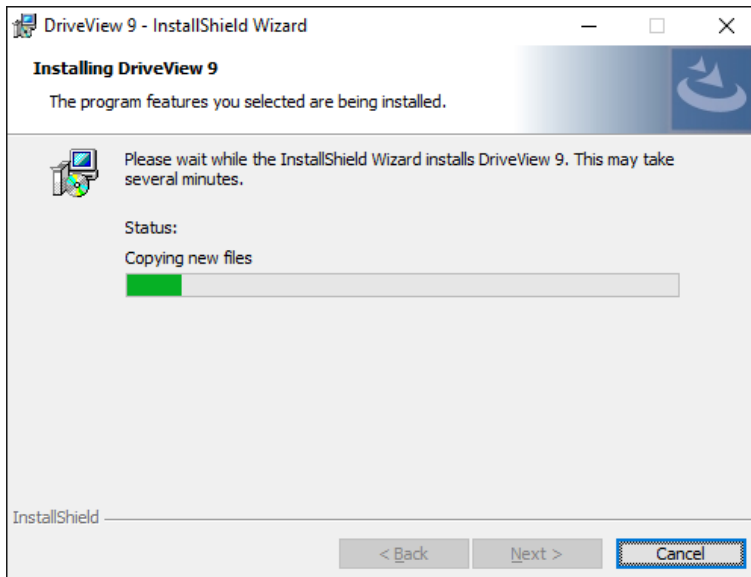 DriveView 9 - InstallShield Wizard
Installing DriveView 9
The program features you selected are being installed.
Please wait while the InstallShield Wizard installs DriveView 9. This may take
several minutes.
Status:
Copying new files
InstallShield
< Back
Next >
Cancel